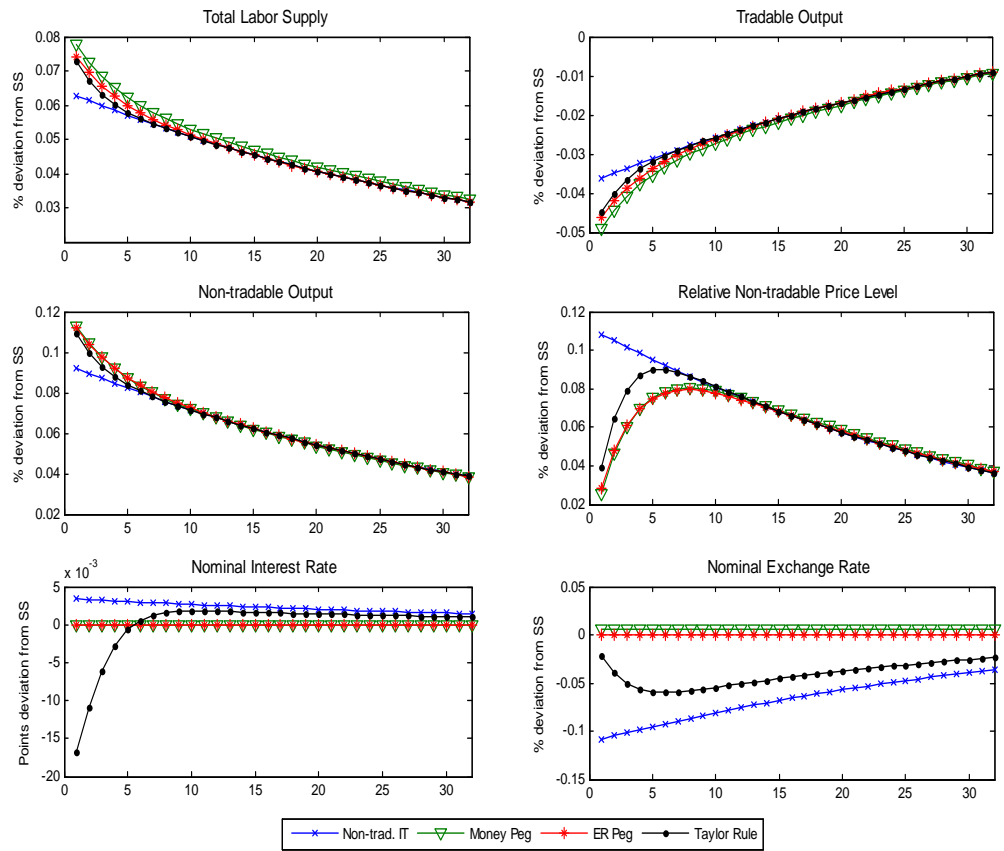 Total Labor Supply
% deviation from SS
0.08
0.07
0.06
0.05
0.04
0.03
0 5 10 15 20 25 30
Tradable Output
% deviation from SS
0
-0.01
-0.02
-0.03
-0.04
-0.05
0 5 10 15 20 25 30
Non-tradable Output
% deviation from SS
0.12
0.1
0.08
0.06
0.04
0.02
0 5 10 15 20 25 30
Relative Non-tradable Price Level
% deviation from SS
0.12
0.1
0.08
0.06
0.04
0.02
0 5 10 15 20 25 30
Nominal Interest Rate
x 10^-3
Points deviation from SS
5
0
-5
-10
-15
-20
0 5 10 15 20 25 30
Nominal Exchange Rate
% deviation from SS
0.05
0
-0.05
-0.1
-0.15
0 5 10 15 20 25 30
Non-trad. IT Money Peg ER Peg Taylor Rule